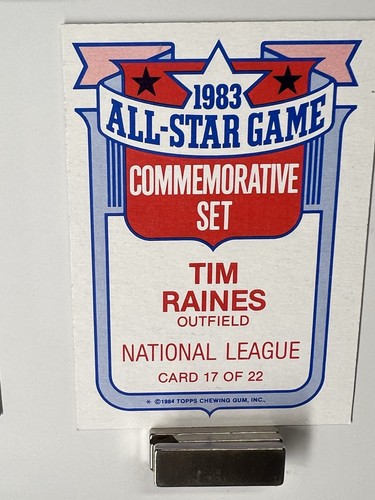 1983
ALL-STAR GAME
COMMEMORATIVE
SET
TIM
RAINES
OUTFIELD
NATIONAL LEAGUE
CARD 17 OF 22
* ©1984 TOPPS CHEWING GUM, INC.